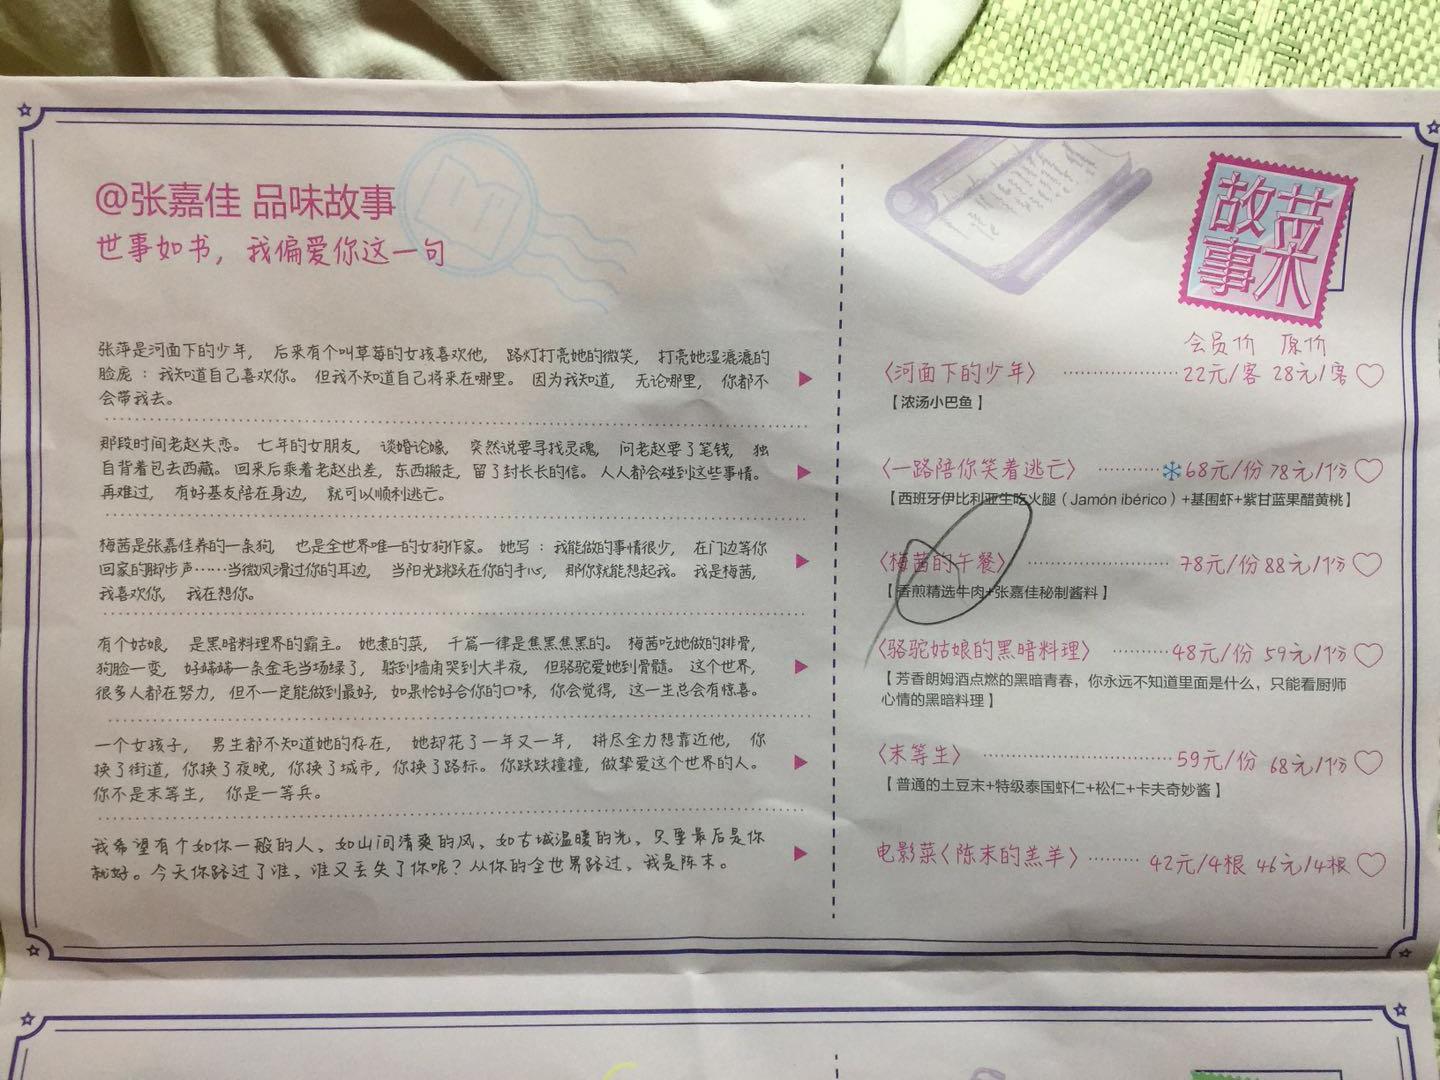 @张嘉佳 品味故事
世事如书，我偏爱你这一句
故事
菜术
张萍是河面下的少年， 后来有个叫草莓的女孩喜欢他， 路灯打亮她的微笑， 打亮她湿漉漉的
脸庞：我知道自己喜欢你。 但我不知道自己将来在哪里。 因为我知道， 无论哪里， 你都不
会带我去。
那段时间老赵失恋。 七年的女朋友， 谈婚论嫁， 突然说要寻找灵魂， 问老赵要了笔钱， 独
自背着包去西藏。 回来后乘着老赵出差， 东西搬走， 留了封长长的信。 人人都会碰到这些事情。
再难过， 有好基友陪在身边， 就可以顺利逃亡。
梅茜是张嘉佳养的一条狗， 也是全世界唯一的女狗作家。 她写：我能做的事情很少， 在门边等你
回家的脚步声……当微风滑过你的耳边， 当阳光跳跃在你的手心， 那你就能想起我。 我是梅茜，
我喜欢你， 我在想你。
有个姑娘， 是黑暗料理界的霸主。 她煮的菜， 千篇一律是焦黑焦黑的。 梅茜吃她做的排骨，
狗脸一变， 好端端一条金毛当场绿了， 躲到墙角哭到大半夜， 但骆驼爱她到骨髓。 这个世界，
很多人都在努力， 但不一定能做到最好， 如果恰好合你的口味， 你会觉得， 这一生总会有惊喜。
一个女孩子， 男生都不知道她的存在， 她却花了一年又一年， 拼尽全力想靠近他， 你
换了街道， 你换了夜晚， 你换了城市， 你换了路标。 你跌跌撞撞， 做挚爱这个世界的人。
你不是末等生， 你是一等兵。
我希望有个如你一般的人、如山间清爽的风、如古城温暖的光、只要最后是你
就好。今天你路过了谁、谁又丢失了你呢？从你的全世界路过、我是陈末。
会员价 原价
〈河面下的少年〉 22元/客 28元/客
【浓汤小巴鱼】
〈一路陪你笑着逃亡〉 68元/份 78元/份
【西班牙伊比利亚生吃火腿（Jamón ibérico）+基围虾+紫甘蓝果醋黄桃】
〈梅茜的午餐〉 78元/份 88元/份
【香煎精选牛肉+张嘉佳秘制酱料】
〈骆驼姑娘的黑暗料理〉 48元/份 59元/份
【芳香朗姆酒点燃的黑暗青春，你永远不知道里面是什么，只能看厨师
心情的黑暗料理】
〈末等生〉 59元/份 68元/份
【普通的土豆末+特级泰国虾仁+松仁+卡夫奇妙酱】
电影菜〈陈末的羔羊〉 42元/4根 46元/4根